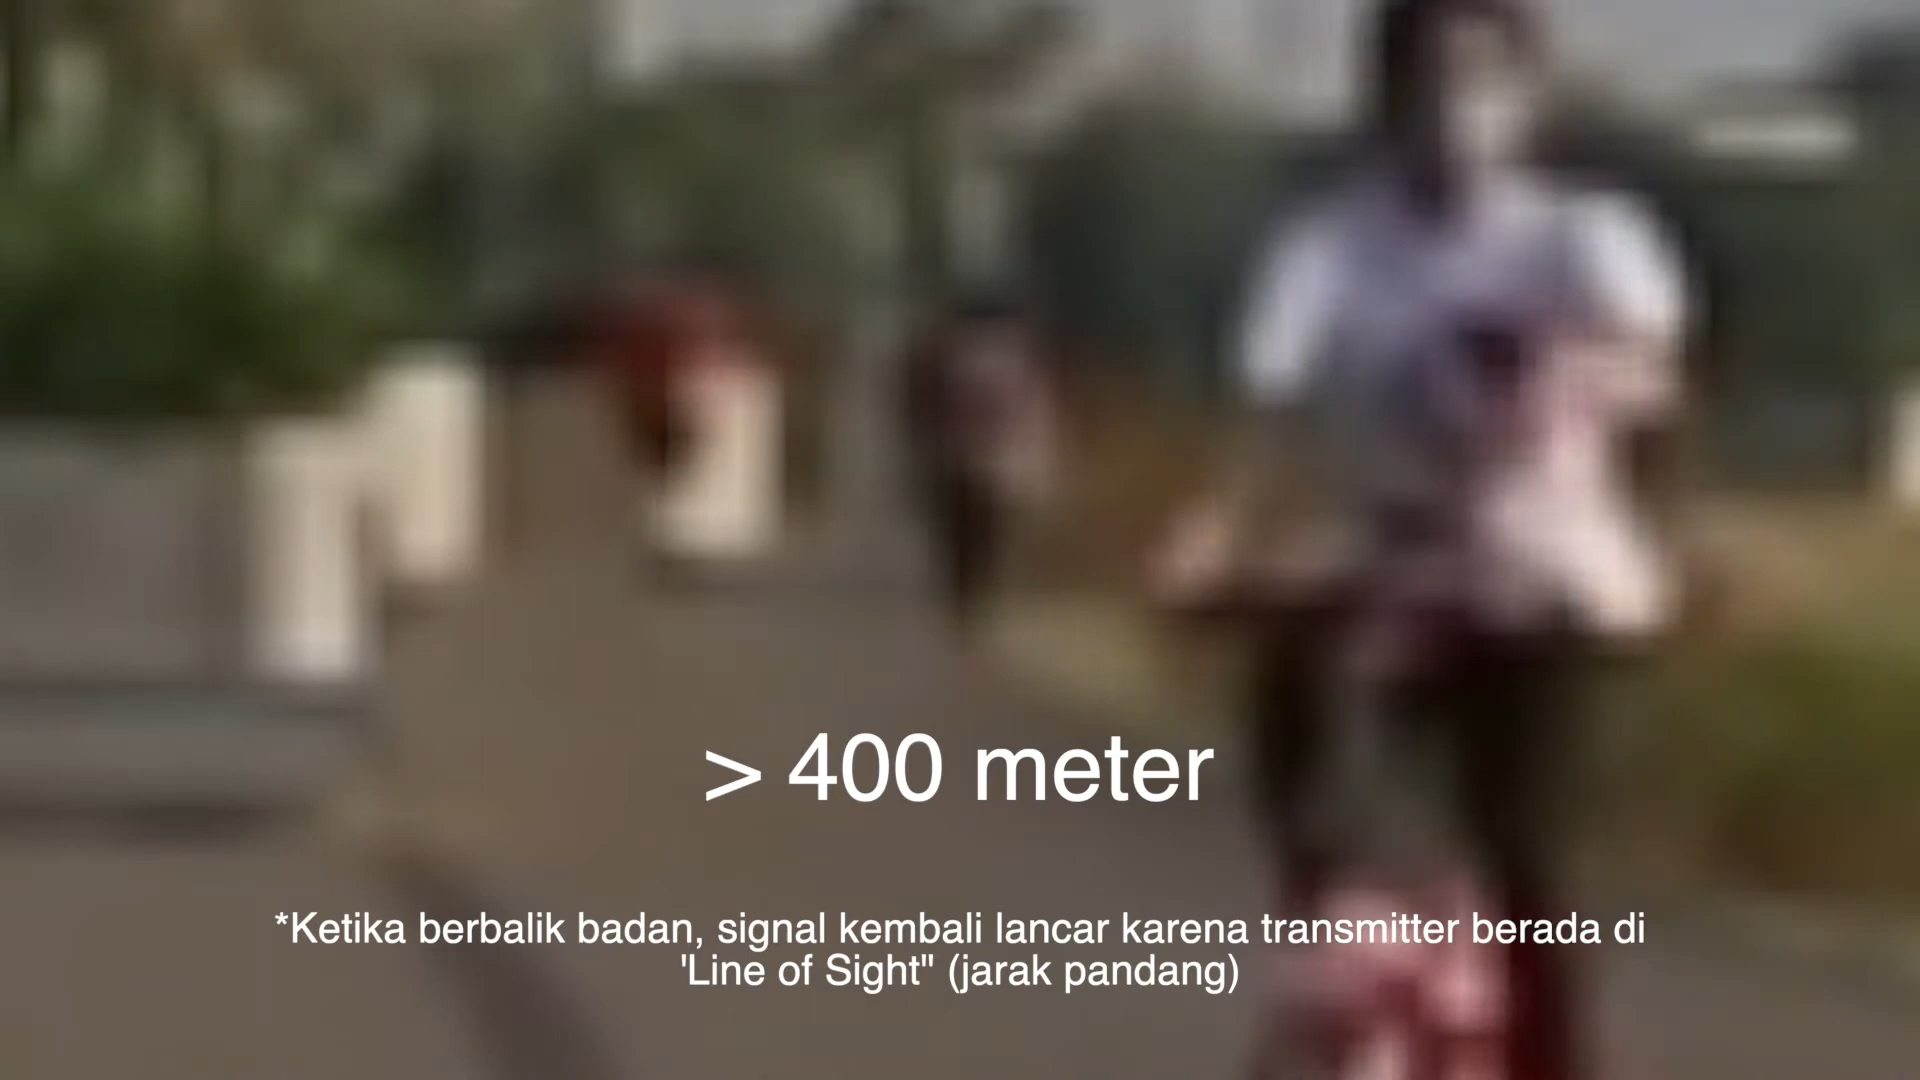 > 400 meter
*Ketika berbalik badan, signal kembali lancar karena transmitter berada di
'Line of Sight" (jarak pandang)